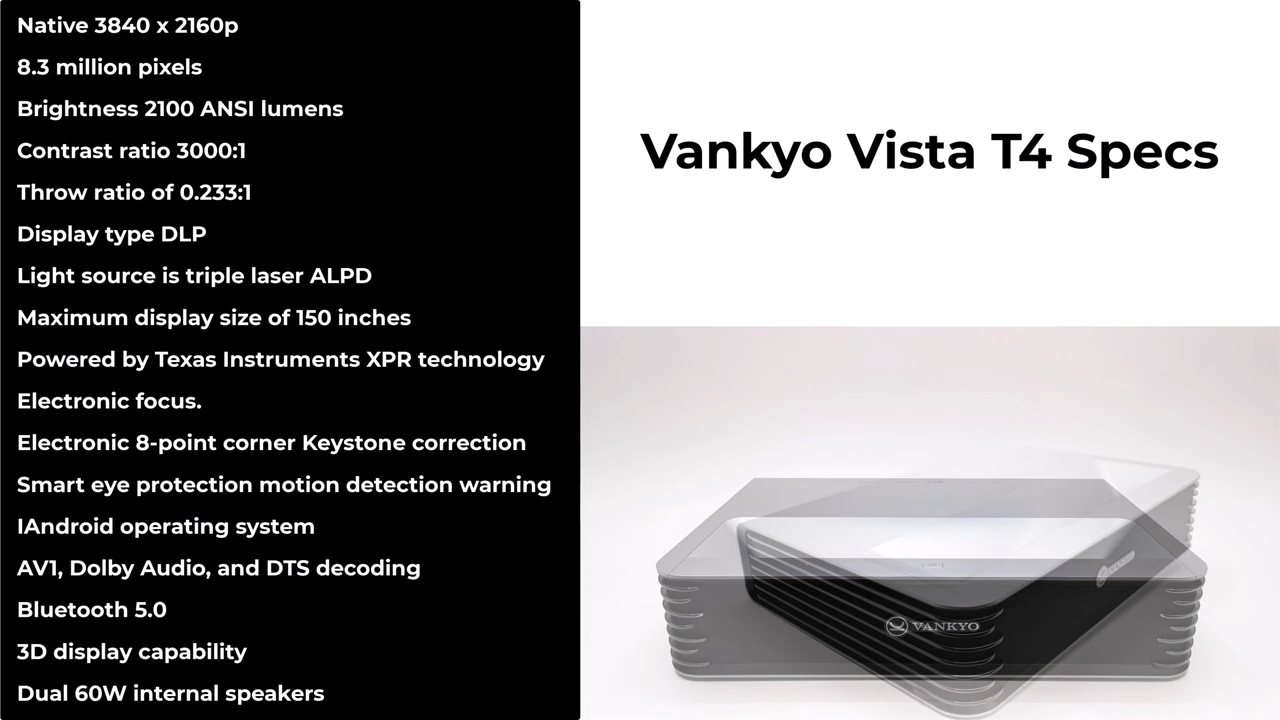 Native 3840 x 2160p
8.3 million pixels
Brightness 2100 ANSI lumens
Contrast ratio 3000:1
Throw ratio of 0.233:1
Display type DLP
Light source is triple laser ALPD
Maximum display size of 150 inches
Powered by Texas Instruments XPR technology
Electronic focus.
Electronic 8-point corner Keystone correction
Smart eye protection motion detection warning
IAndroid operating system
AV1, Dolby Audio, and DTS decoding
Bluetooth 5.0
3D display capability
Dual 60W internal speakers
Vankyo Vista T4 Specs
VANKYO